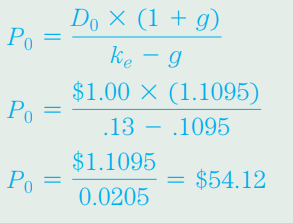 P₀ = D₀ × (1 + g) / kₑ − g
P₀ = $1.00 × (1.1095) / .13 − .1095
P₀ = $1.1095 / 0.0205 = $54.12